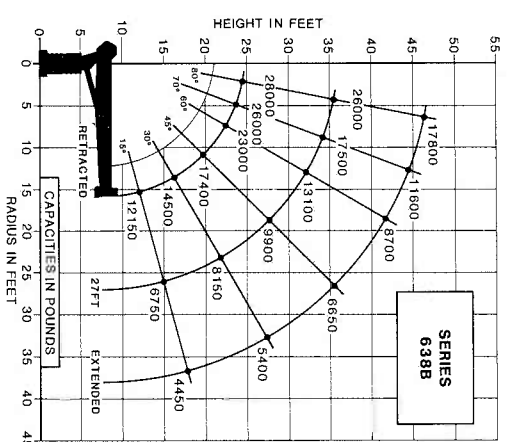 HEIGHT IN FEET
0 5 10 15 20 25 30 35 40 45 50 55
0 5 10 15 20 25 30 35 40
RADIUS IN FEET
CAPACITIES IN POUNDS
SERIES
638B
RETRACTED
27FT
EXTENDED
80°
70°
60°
45°
30°
15°
28000 26000 17800
26000 17500 11600
23000 13100 8700
17400 9900 6650
14500 8150 5400
12150 6750 4450